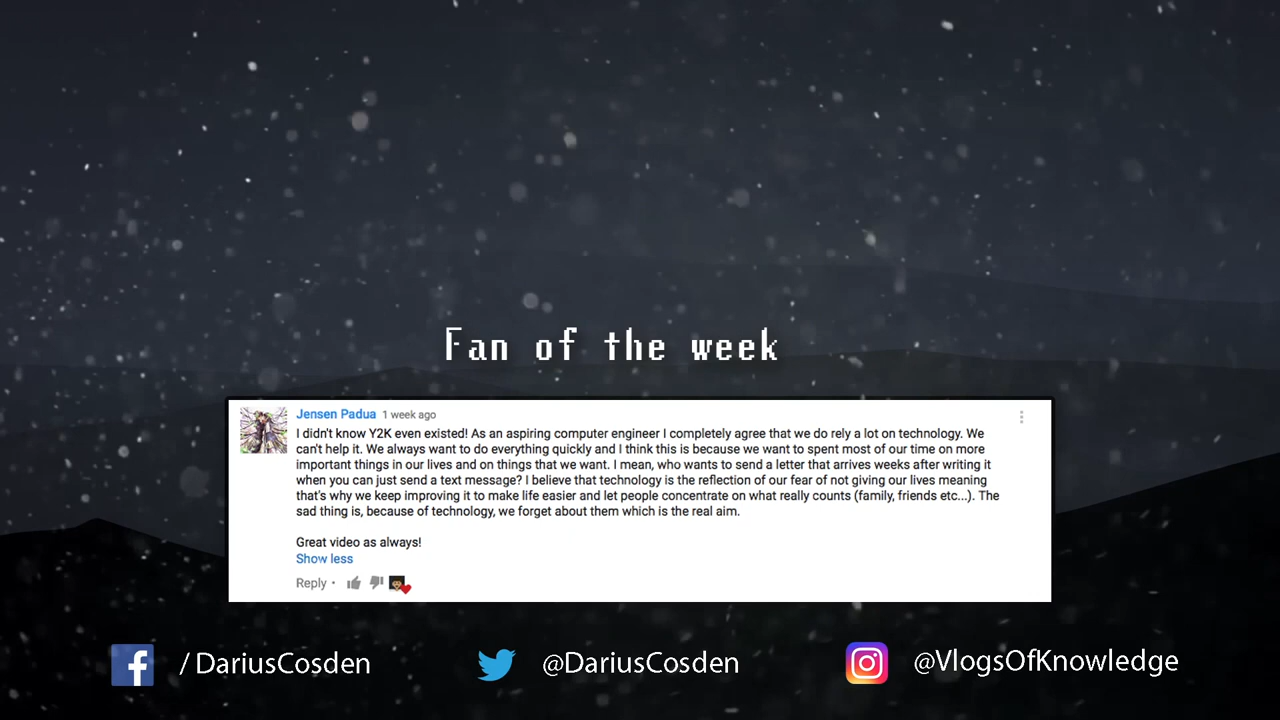 Fan of the week
Jensen Padua 1 week ago
I didn't know Y2K even existed! As an aspiring computer engineer I completely agree that we do rely a lot on technology. We
can't help it. We always want to do everything quickly and I think this is because we want to spent most of our time on more
important things in our lives and on things that we want. I mean, who wants to send a letter that arrives weeks after writing it
when you can just send a text message? I believe that technology is the reflection of our fear of not giving our lives meaning
that's why we keep improving it to make life easier and let people concentrate on what really counts (family, friends etc...). The
sad thing is, because of technology, we forget about them which is the real aim.
Great video as always!
Show less
Reply •
/ DariusCosden @DariusCosden @VlogsOfKnowledge